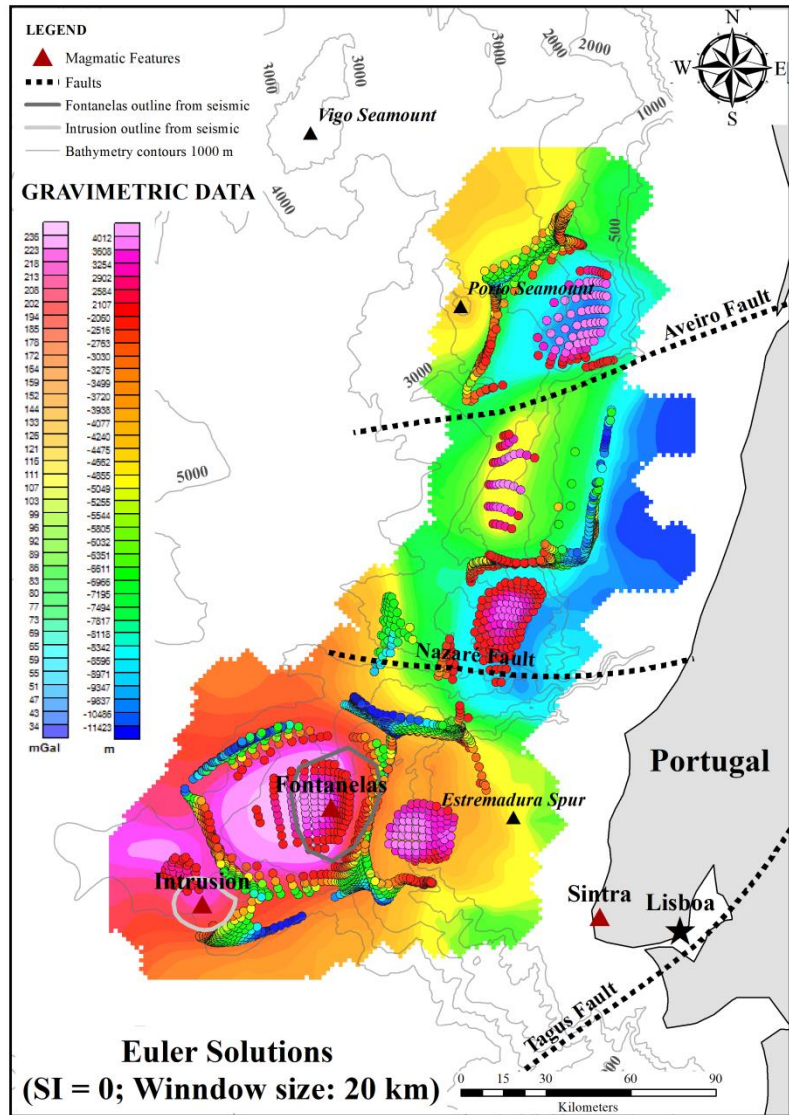 LEGEND
Magmatic Features
Faults
Fontanelas outline from seismic
Intrusion outline from seismic
Bathymetry contours 1000 m
N
W E
S
3000
2000
3000
3000
1000
Vigo Seamount
4000
GRAVIMETRIC DATA
500
236 4012
223 3608
218 3254
213 2902
208 2584
202 2107
194 -2060
185 -2516
178 -2763
172 -3030
164 -3275
159 -3499
152 -3720
144 -3938
133 -4077
126 -4240
121 -4475
115 -4662
111 -4855
107 -5049
103 -5255
99 -5544
95 -5805
92 -6032
89 -6351
86 -6611
83 -6966
80 -7195
77 -7494
73 -7817
69 -8118
65 -8342
59 -8596
55 -8971
51 -9347
47 -9837
43 -10486
34 -11423
mGal m
Porto Seamount
Aveiro Fault
3000
5000
Nazaré Fault
Portugal
Fontanelas
Estremadura Spur
Intrusion
Sintra
Lisboa
Tagus Fault
Euler Solutions
(SI = 0; Winndow size: 20 km)
0 15 30 60 90
Kilometers